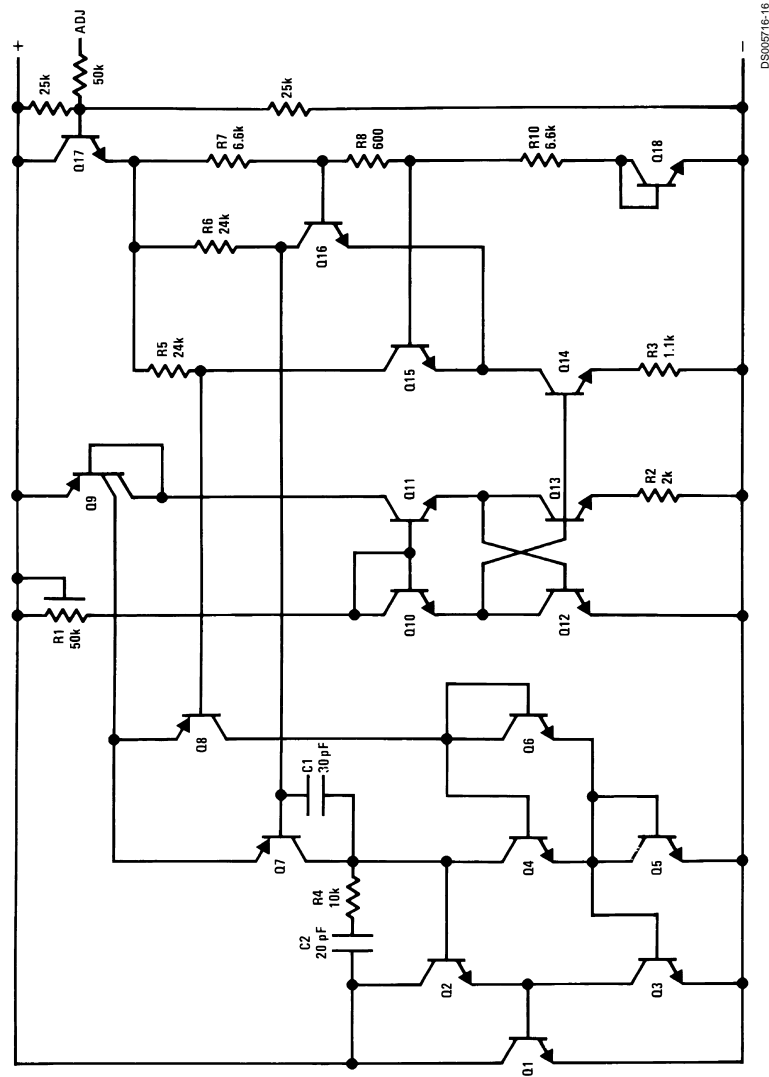 +
25k
ADJ
50k
25k
Q17
R7
6.6k
R8
600
R10
6.6k
Q18
R6
24k
Q16
R5
24k
Q15
Q14
R3
1.1k
Q9
Q11
Q13
R2
2k
R1
50k
Q10
Q12
Q8
Q6
C1
30 pF
Q7
R4
10k
C2
20 pF
Q4
Q5
Q2
Q3
Q1
–
DS005716-16